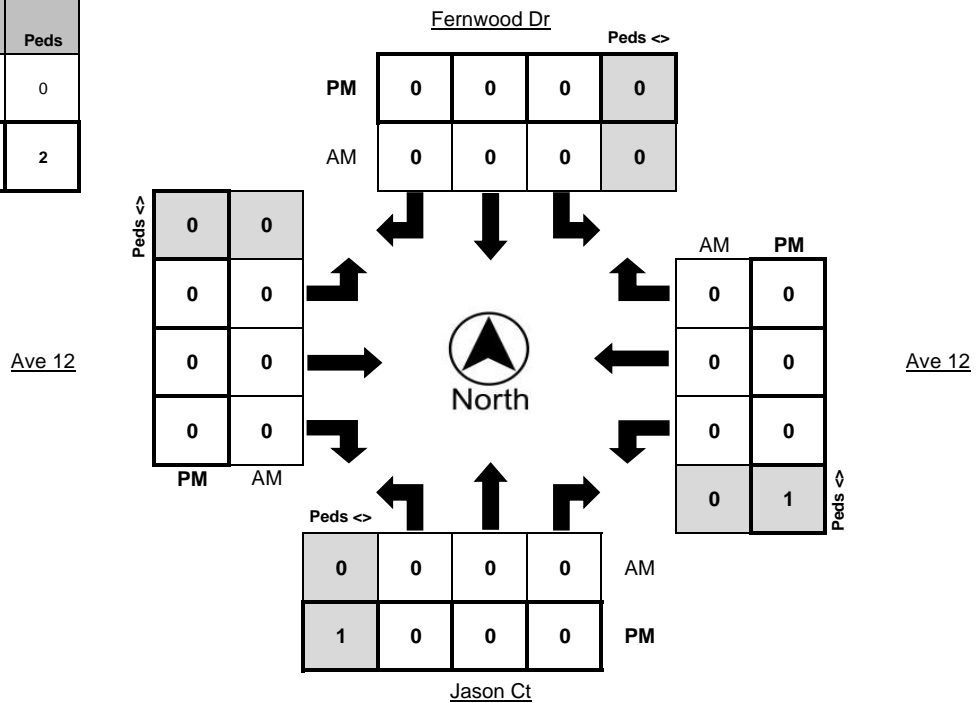 Peds
0
2
Fernwood Dr
Peds <>
PM 0 0 0 0
AM 0 0 0 0
Peds <>
0 0
0 0
0 0
0 0
PM AM
Ave 12
North
AM PM
0 0
0 0
0 0
0 1
Peds <>
Ave 12
Peds <>
0 0 0 0 AM
1 0 0 0 PM
Jason Ct